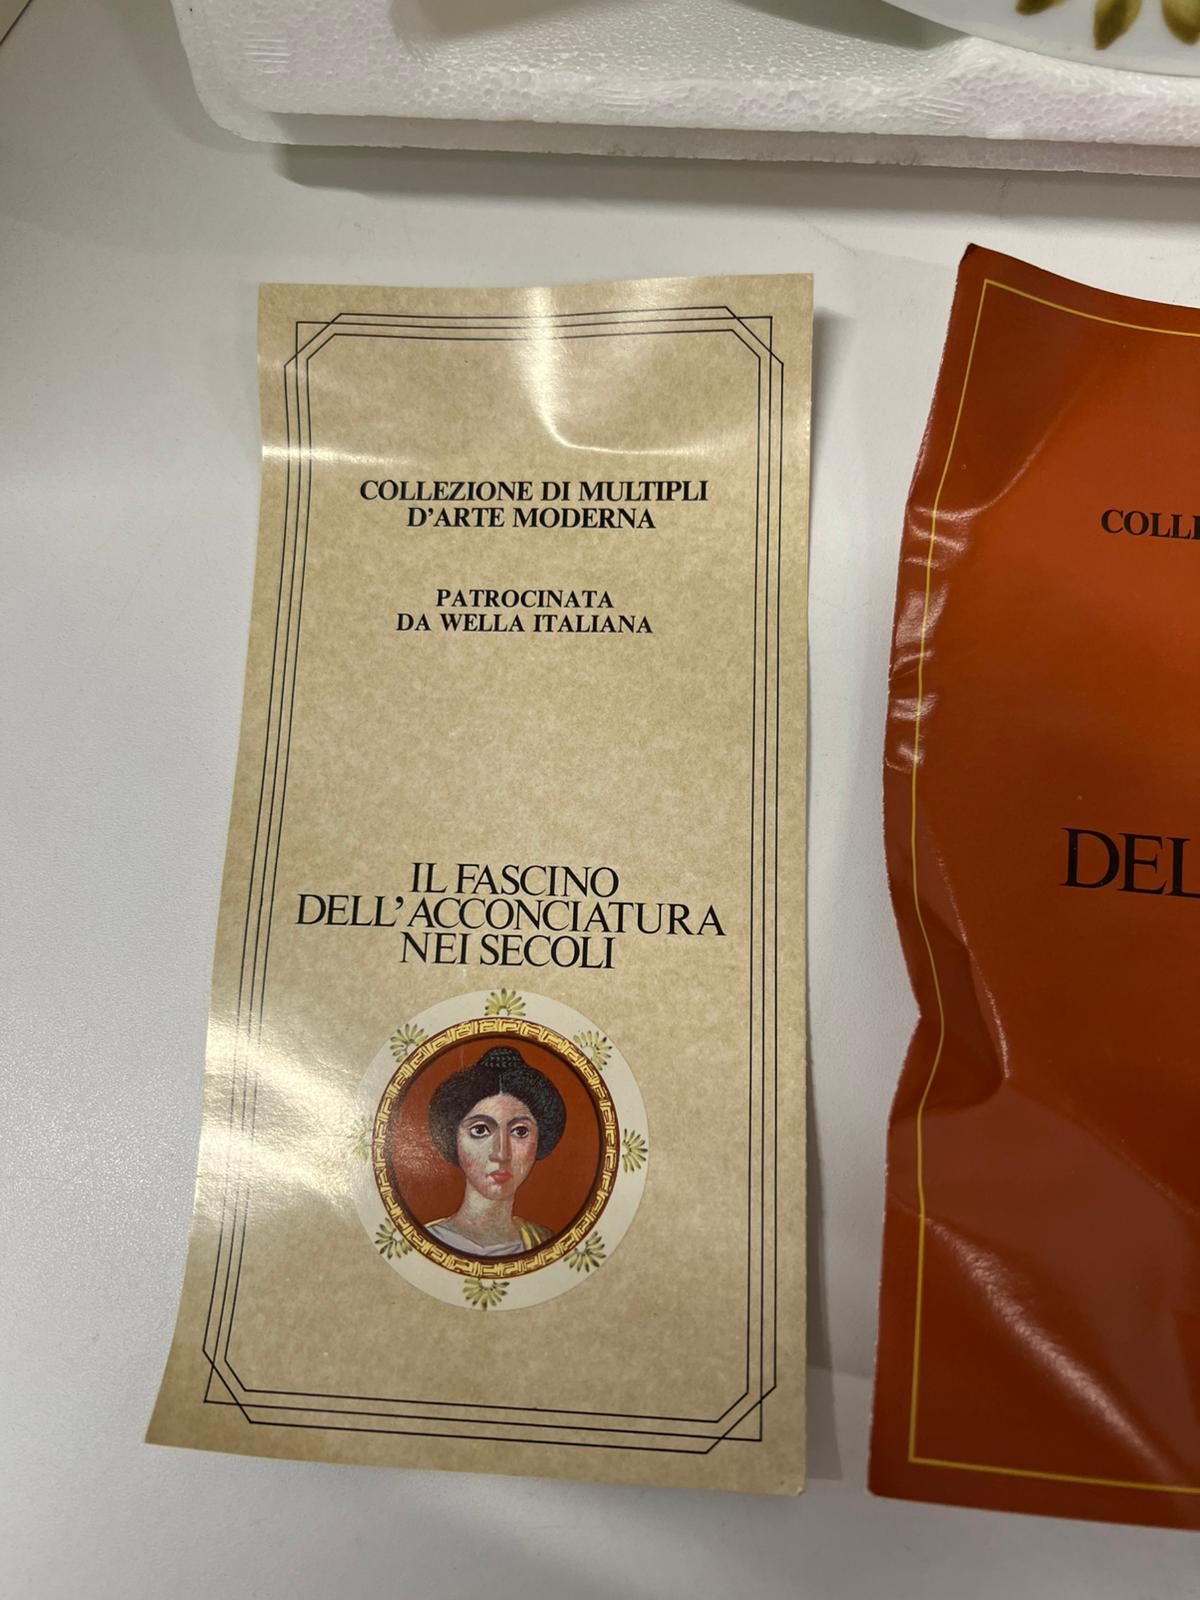 COLLEZIONE DI MULTIPLI
D'ARTE MODERNA
PATROCINATA
DA WELLA ITALIANA
IL FASCINO
DELL'ACCONCIATURA
NEI SECOLI